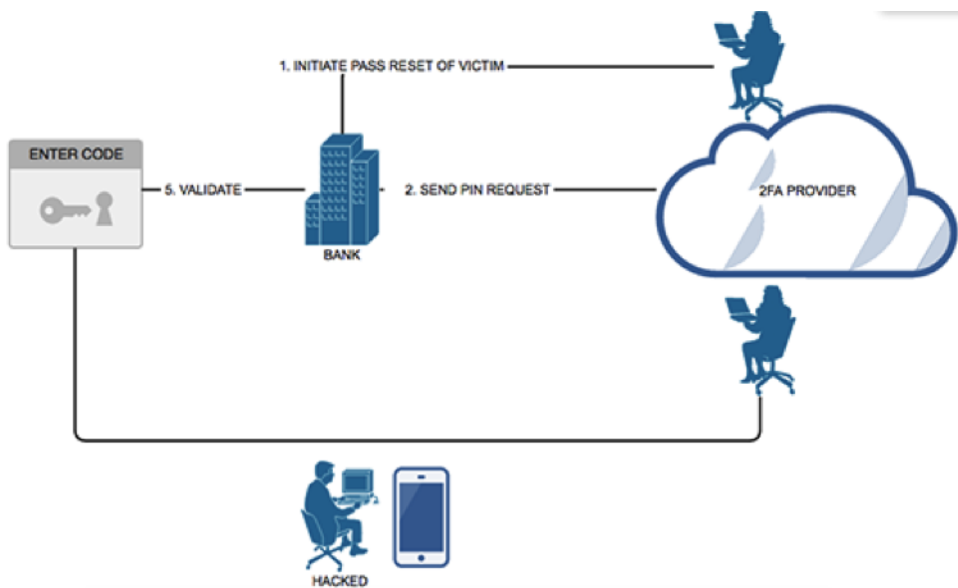 1. INITIATE PASS RESET OF VICTIM
ENTER CODE
5. VALIDATE
2. SEND PIN REQUEST
2FA PROVIDER
BANK
HACKED